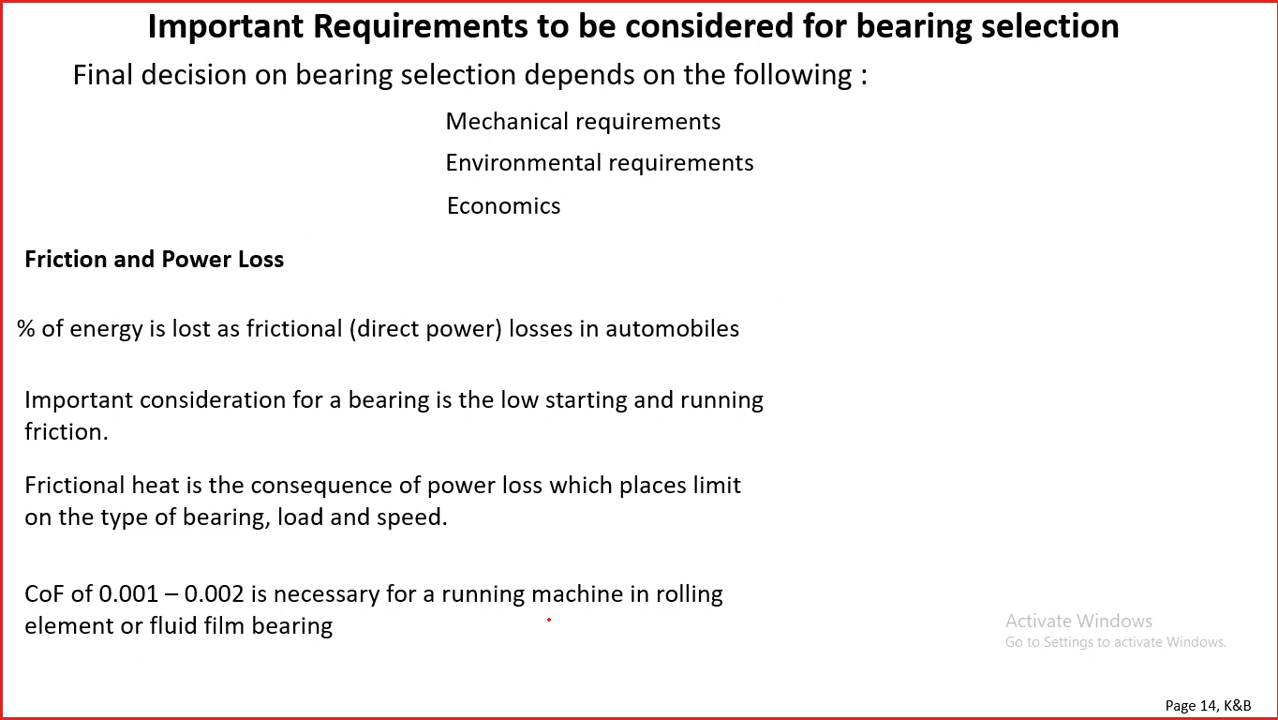 Important Requirements to be considered for bearing selection
Final decision on bearing selection depends on the following :
Mechanical requirements
Environmental requirements
Economics
Friction and Power Loss
% of energy is lost as frictional (direct power) losses in automobiles
Important consideration for a bearing is the low starting and running
friction.
Frictional heat is the consequence of power loss which places limit
on the type of bearing, load and speed.
CoF of 0.001 – 0.002 is necessary for a running machine in rolling
element or fluid film bearing
Activate Windows
Go to Settings to activate Windows.
Page 14, K&B